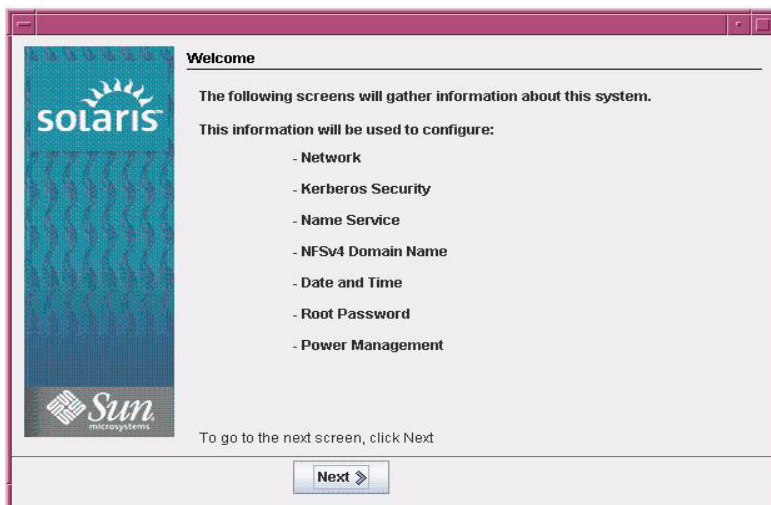 Welcome
solaris™
The following screens will gather information about this system.
This information will be used to configure:
- Network
- Kerberos Security
- Name Service
- NFSv4 Domain Name
- Date and Time
- Root Password
- Power Management
Sun
microsystems
To go to the next screen, click Next
Next